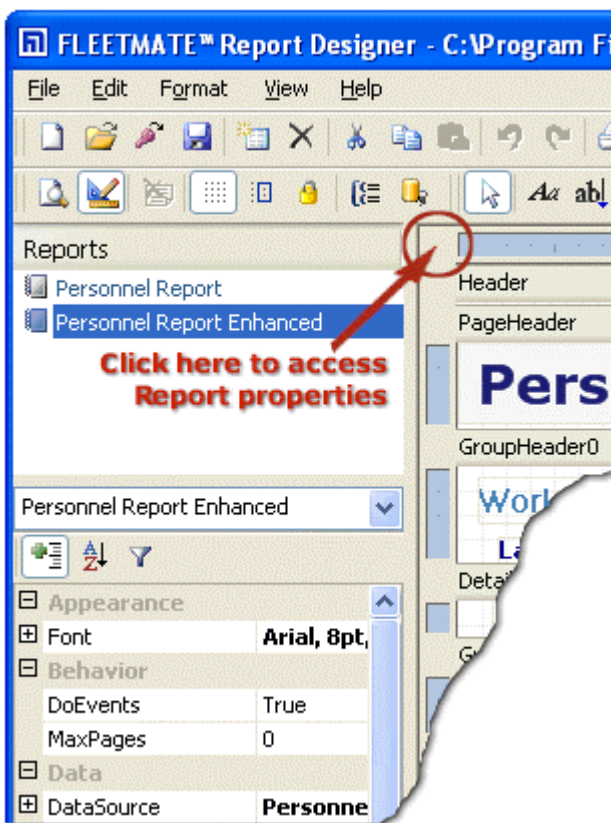 FLEETMATE™ Report Designer - C:\Program Fi
File Edit Format View Help
Aa ab
Reports
Personnel Report
Personnel Report Enhanced
Click here to access
Report properties
Header
PageHeader
Pers
GroupHeader0
Work
La
Detai
G
Personnel Report Enhanced
Appearance
Font Arial, 8pt,
Behavior
DoEvents True
MaxPages 0
Data
DataSource Personne